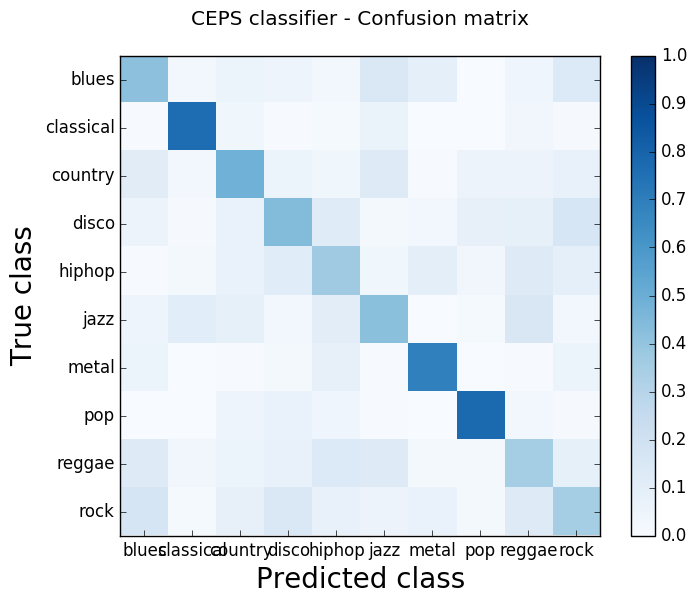 CEPS classifier - Confusion matrix
True class
blues
classical
country
disco
hiphop
jazz
metal
pop
reggae
rock
blues classical country disco hiphop jazz metal pop reggae rock
Predicted class
1.0
0.9
0.8
0.7
0.6
0.5
0.4
0.3
0.2
0.1
0.0